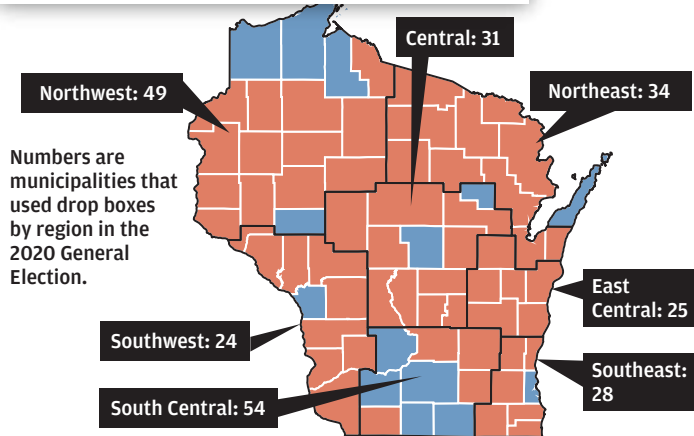 Central: 31
Northwest: 49
Northeast: 34
Numbers are
municipalities that
used drop boxes
by region in the
2020 General
Election.
East
Central: 25
Southwest: 24
Southeast:
28
South Central: 54